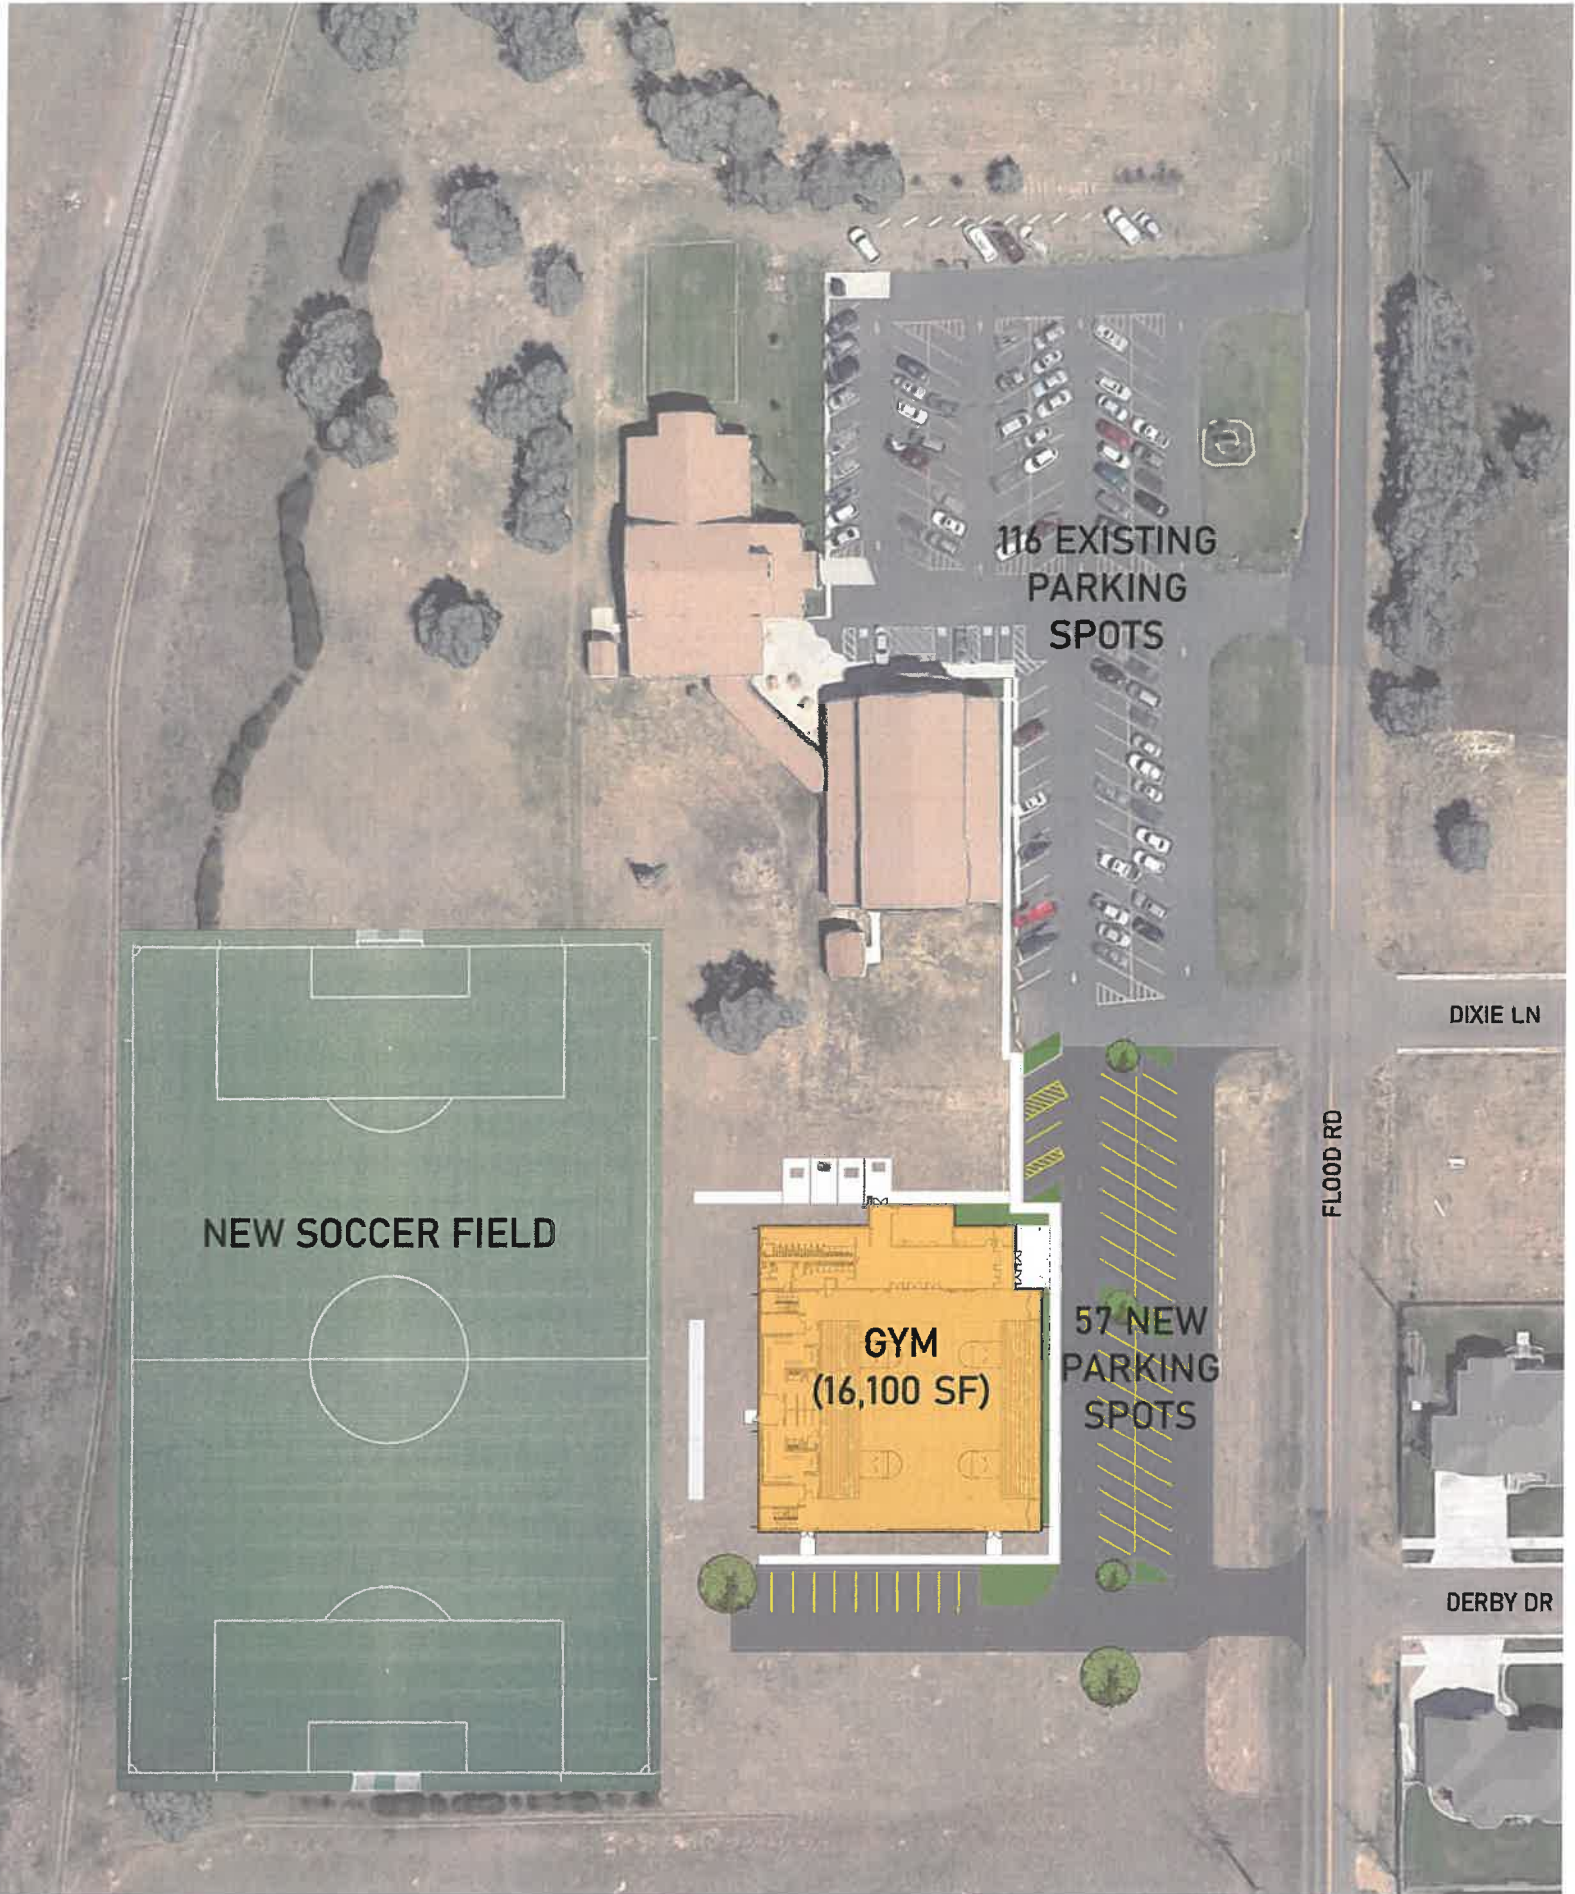 116 EXISTING
PARKING
SPOTS
DIXIE LN
FLOOD RD
NEW SOCCER FIELD
GYM
(16,100 SF)
57 NEW
PARKING
SPOTS
DERBY DR